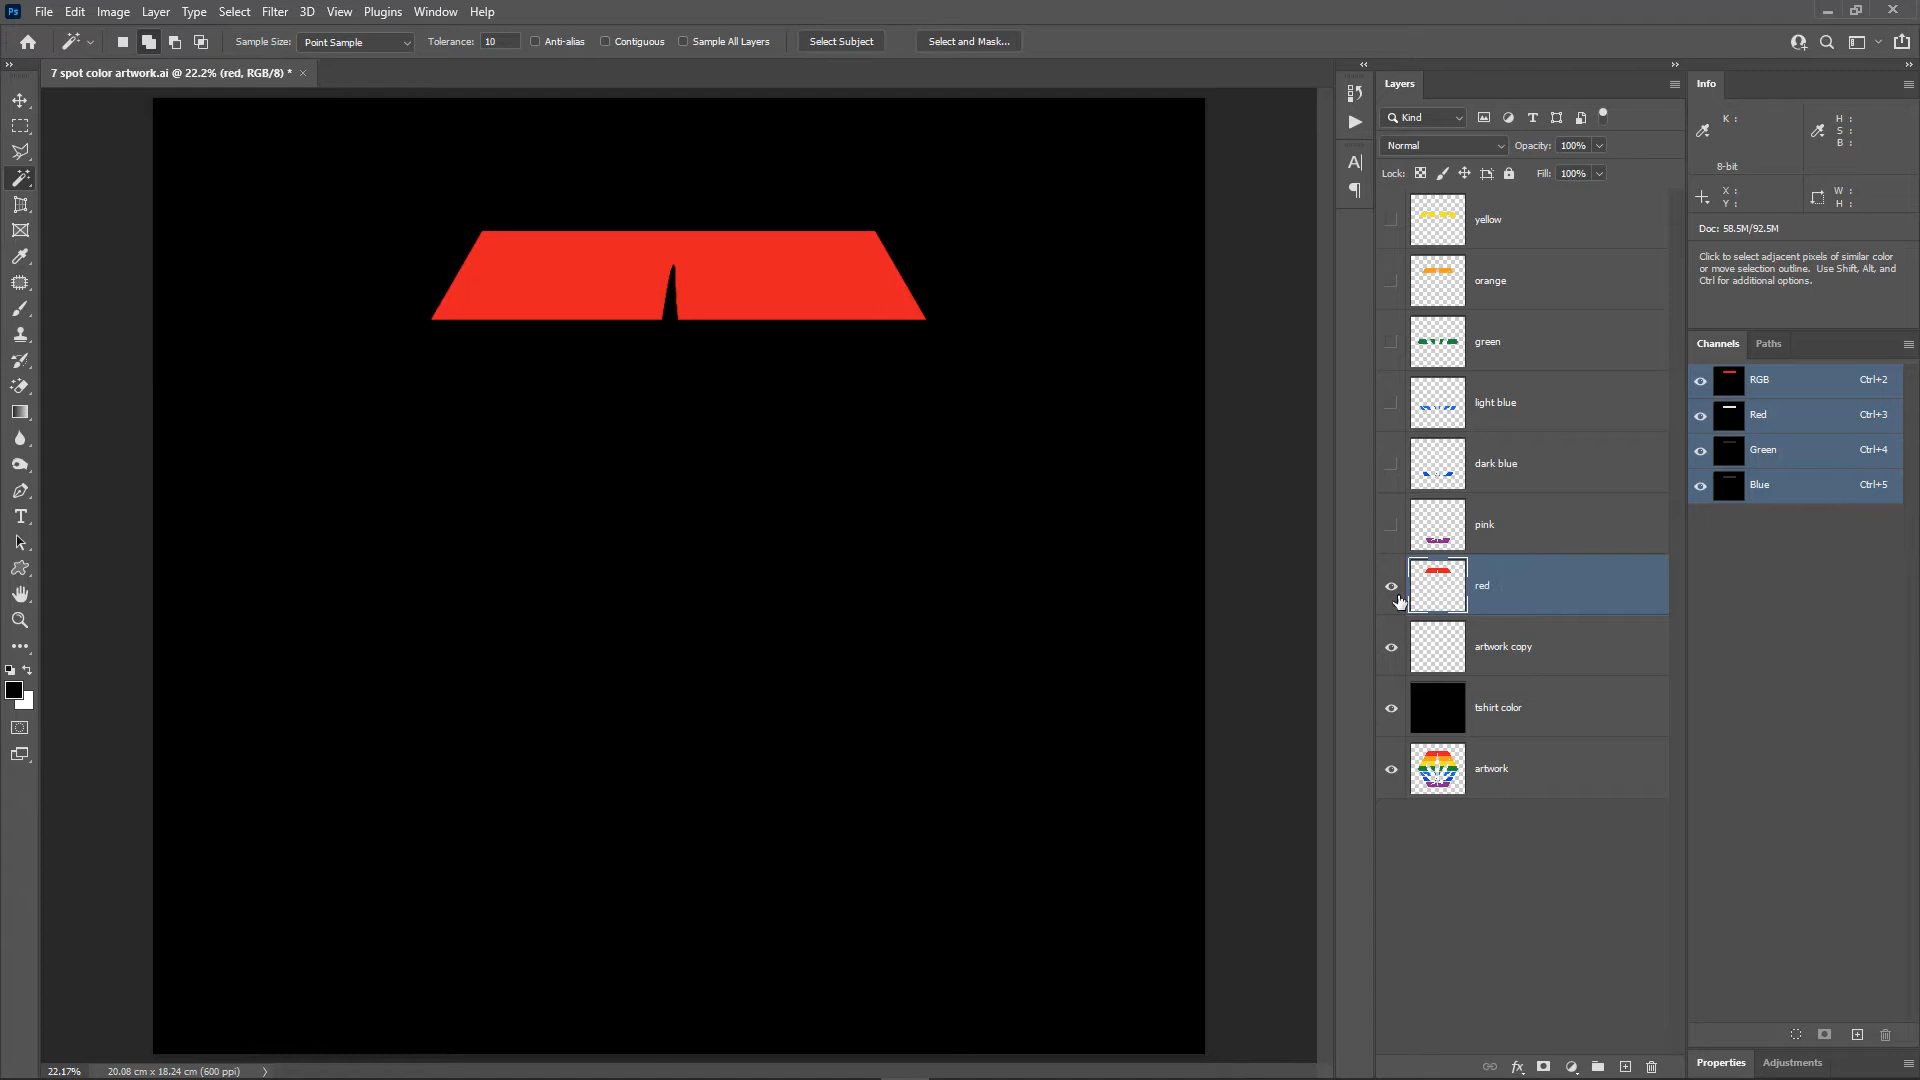 Ps File Edit Image Layer Type Select Filter 3D View Plugins Window Help
Sample Size: Point Sample Tolerance: 10 Anti-alias Contiguous Sample All Layers Select Subject Select and Mask...
7 spot color artwork.ai @ 22.2% (red, RGB/8) * ×
Layers
Kind
Normal Opacity: 100%
Lock: Fill: 100%
yellow
orange
green
light blue
dark blue
pink
red
artwork copy
tshirt color
artwork
Info
K :
8-bit
H :
S :
B :
X :
Y :
W :
H :
Doc: 58.5M/92.5M
Click to select adjacent pixels of similar color
or move selection outline. Use Shift, Alt, and
Ctrl for additional options.
Channels Paths
RGB Ctrl+2
Red Ctrl+3
Green Ctrl+4
Blue Ctrl+5
Properties Adjustments
22.17% 20.08 cm x 18.24 cm (600 ppi)